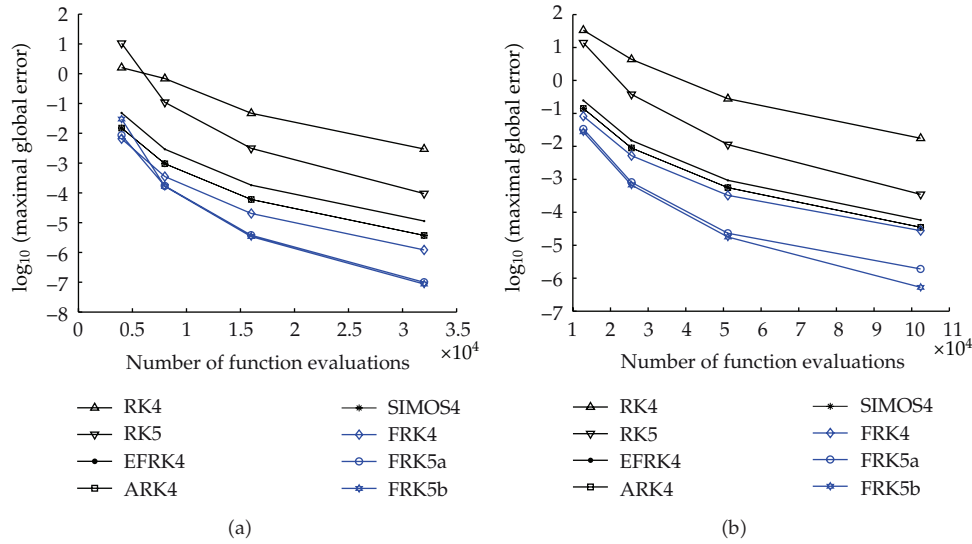 2
1
0
−1
−2
−3
−4
−5
−6
−7
−8
log₁₀ (maximal global error)
0 0.5 1 1.5 2 2.5 3 3.5
×10⁴
Number of function evaluations
RK4
RK5
EFRK4
ARK4
SIMOS4
FRK4
FRK5a
FRK5b
(a)
2
1
0
−1
−2
−3
−4
−5
−6
−7
log₁₀ (maximal global error)
1 2 3 4 5 6 7 8 9 10 11
×10⁴
Number of function evaluations
RK4
RK5
EFRK4
ARK4
SIMOS4
FRK4
FRK5a
FRK5b
(b)